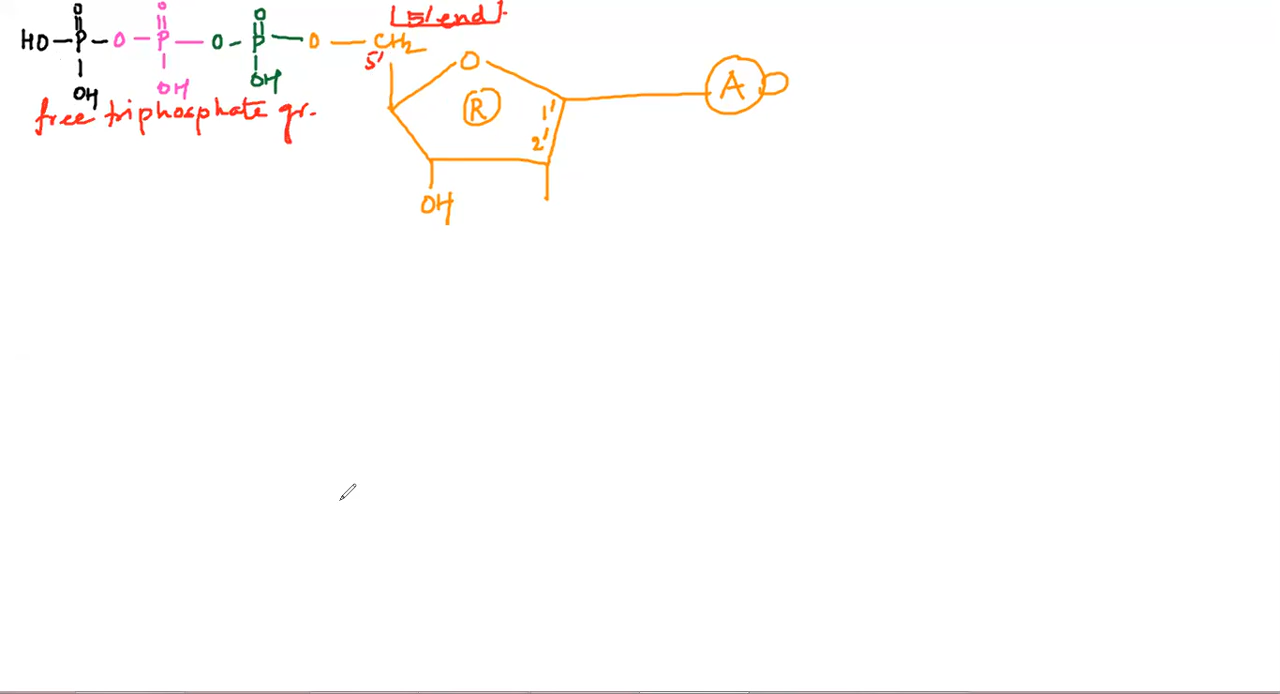 [5' end].
O O O
HO-P-O-P-O-P-O-CH2
5'
OH OH OH
free triphosphate gr.
O
R
1'
2'
A
OH